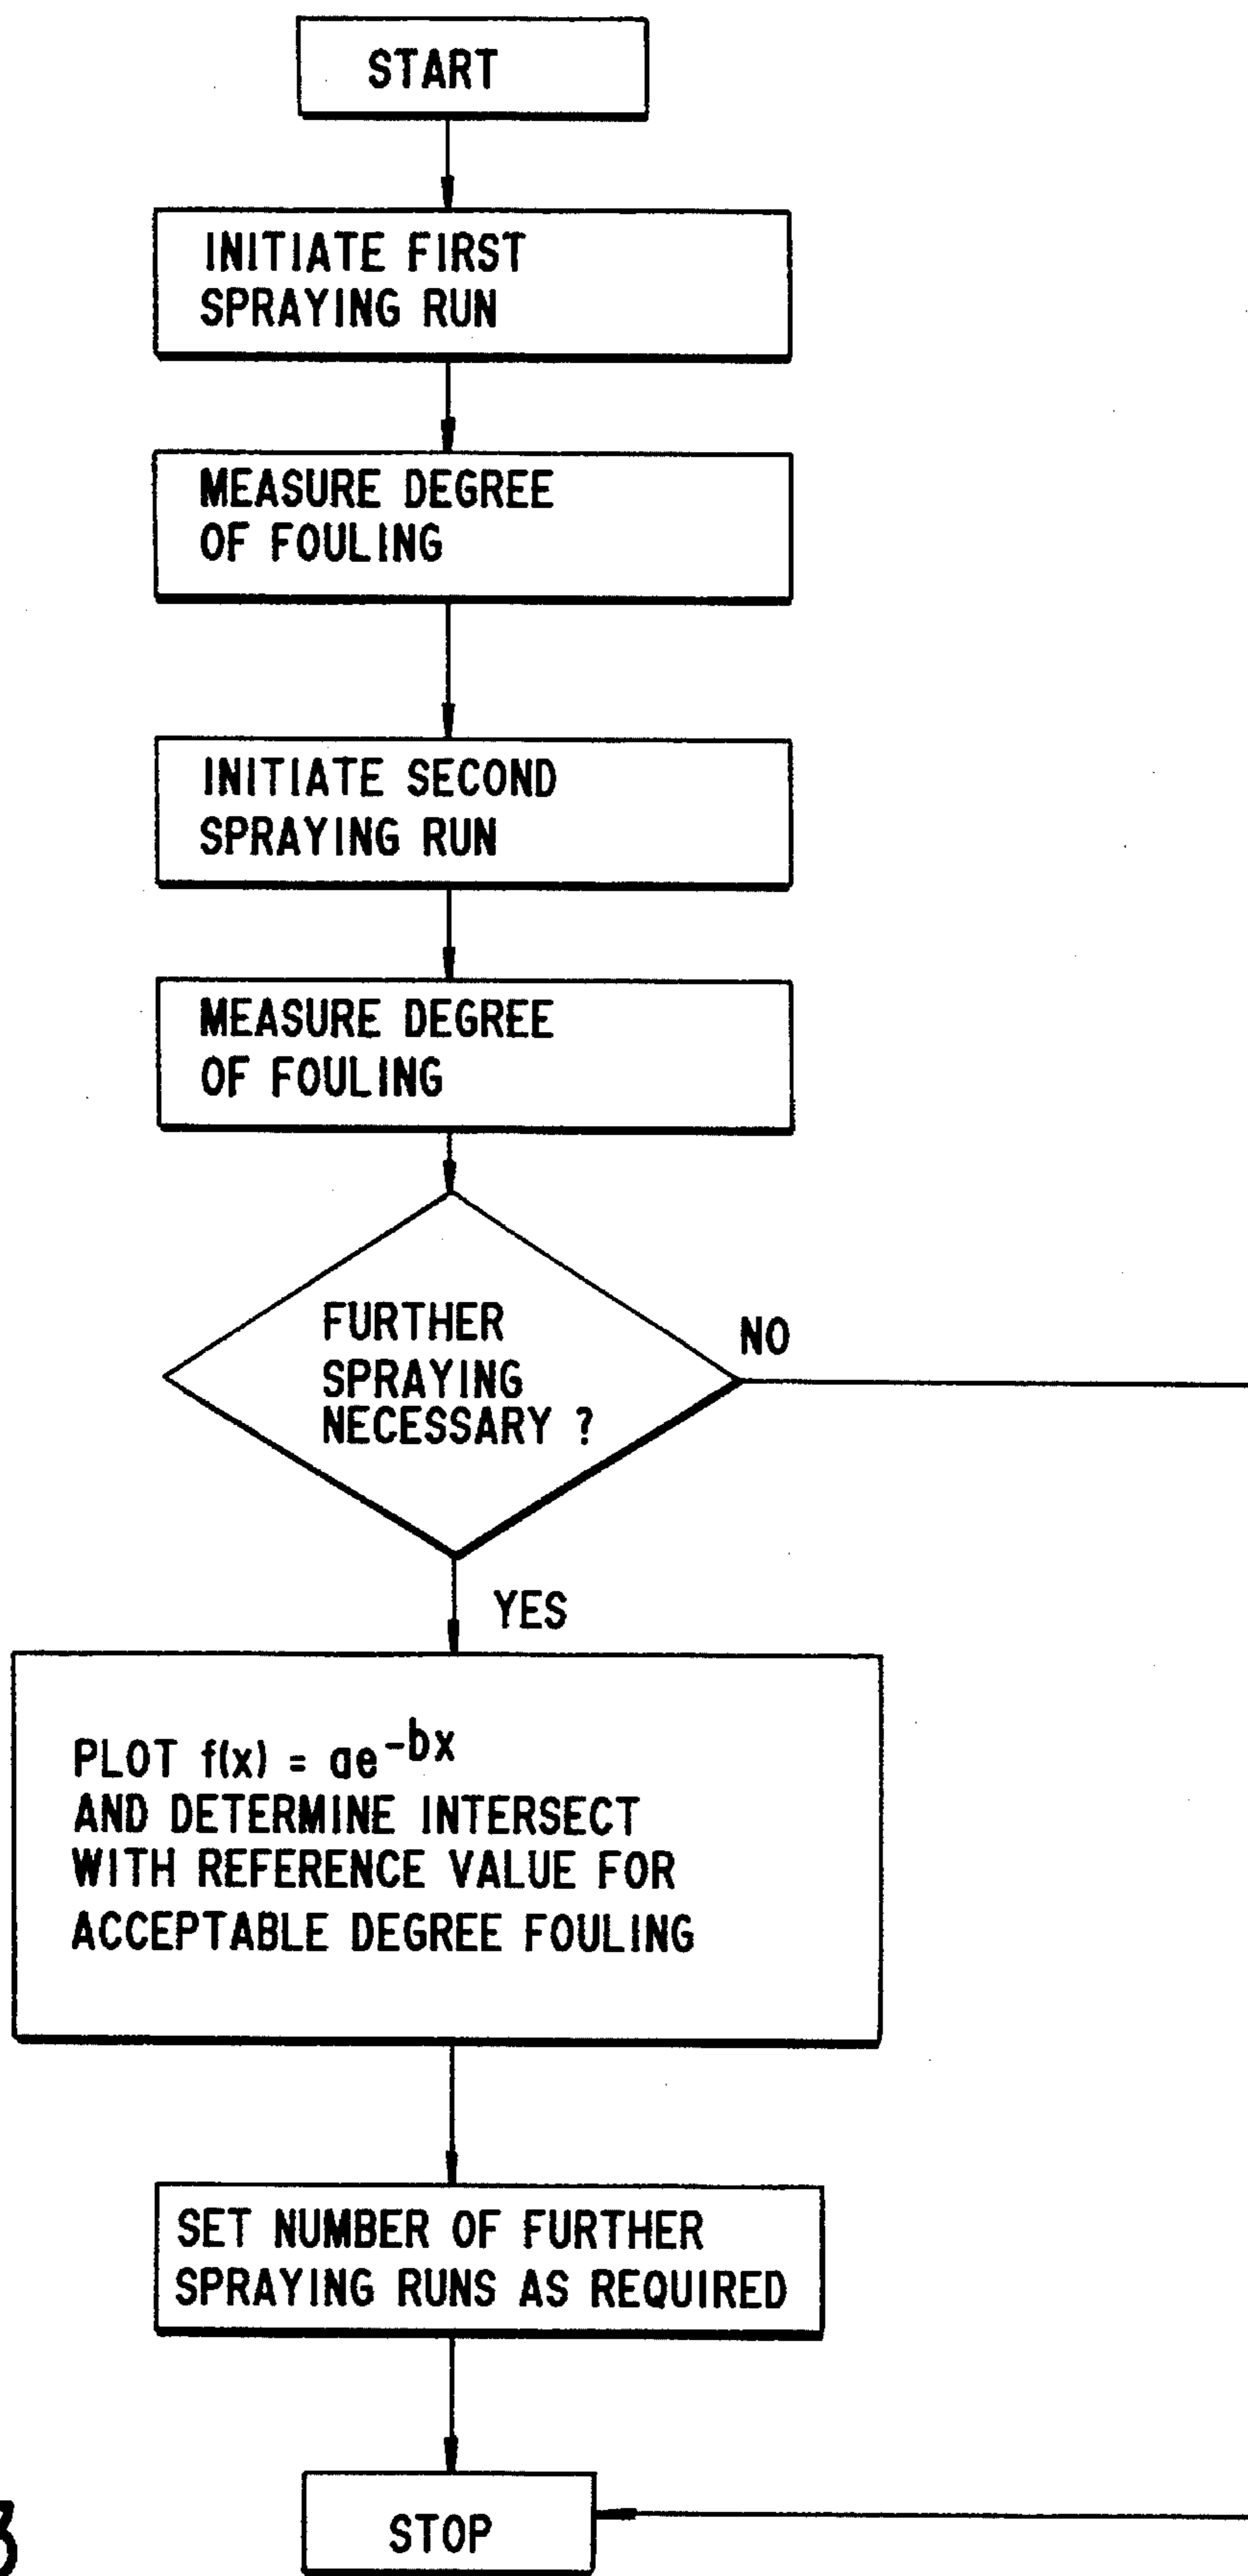 START
INITIATE FIRST
SPRAYING RUN
MEASURE DEGREE
OF FOULING
INITIATE SECOND
SPRAYING RUN
MEASURE DEGREE
OF FOULING
FURTHER
SPRAYING
NECESSARY ?
NO
YES
PLOT f(x) = ae^-bx
AND DETERMINE INTERSECT
WITH REFERENCE VALUE FOR
ACCEPTABLE DEGREE FOULING
SET NUMBER OF FURTHER
SPRAYING RUNS AS REQUIRED
STOP
3